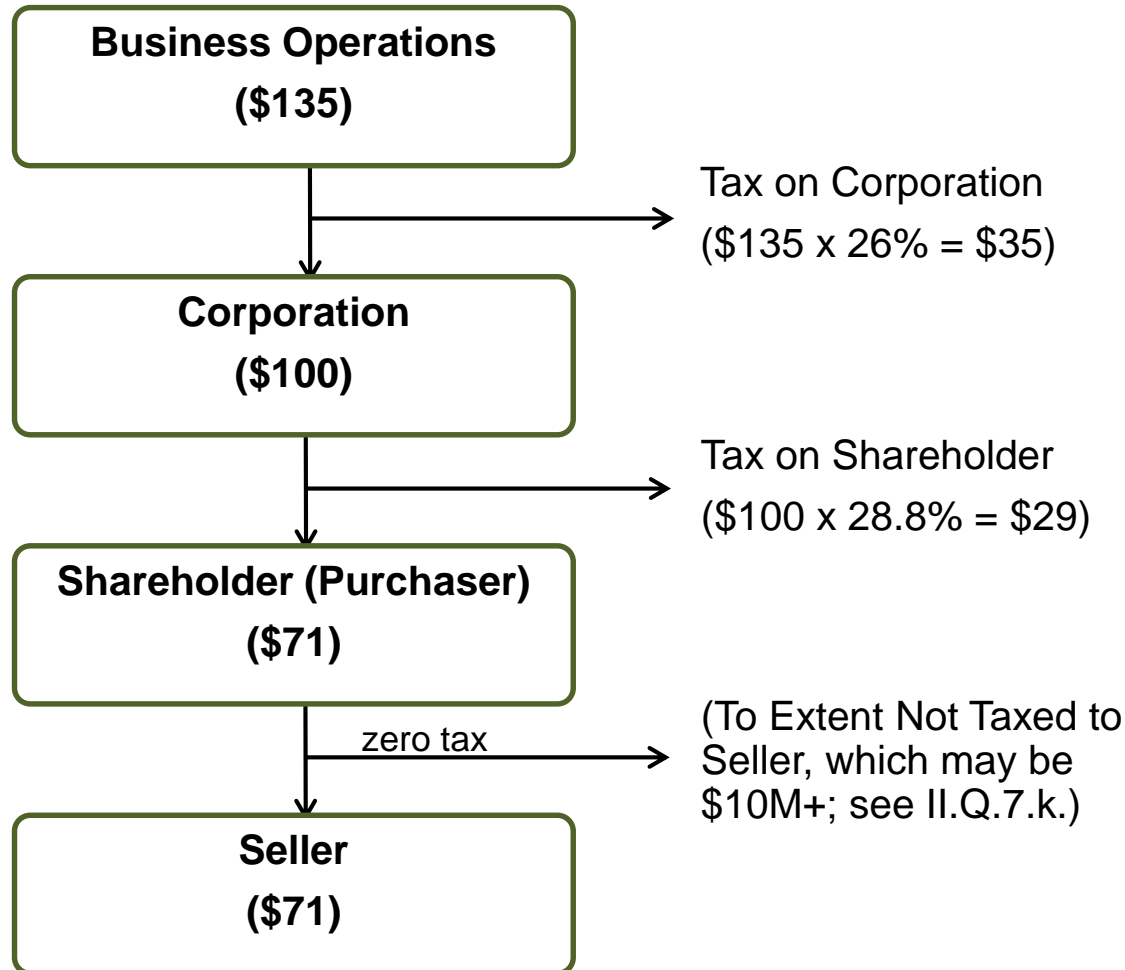 Business Operations
($135)
Tax on Corporation
($135 x 26% = $35)
Corporation
($100)
Tax on Shareholder
($100 x 28.8% = $29)
Shareholder (Purchaser)
($71)
zero tax
(To Extent Not Taxed to
Seller, which may be
$10M+; see II.Q.7.k.)
Seller
($71)